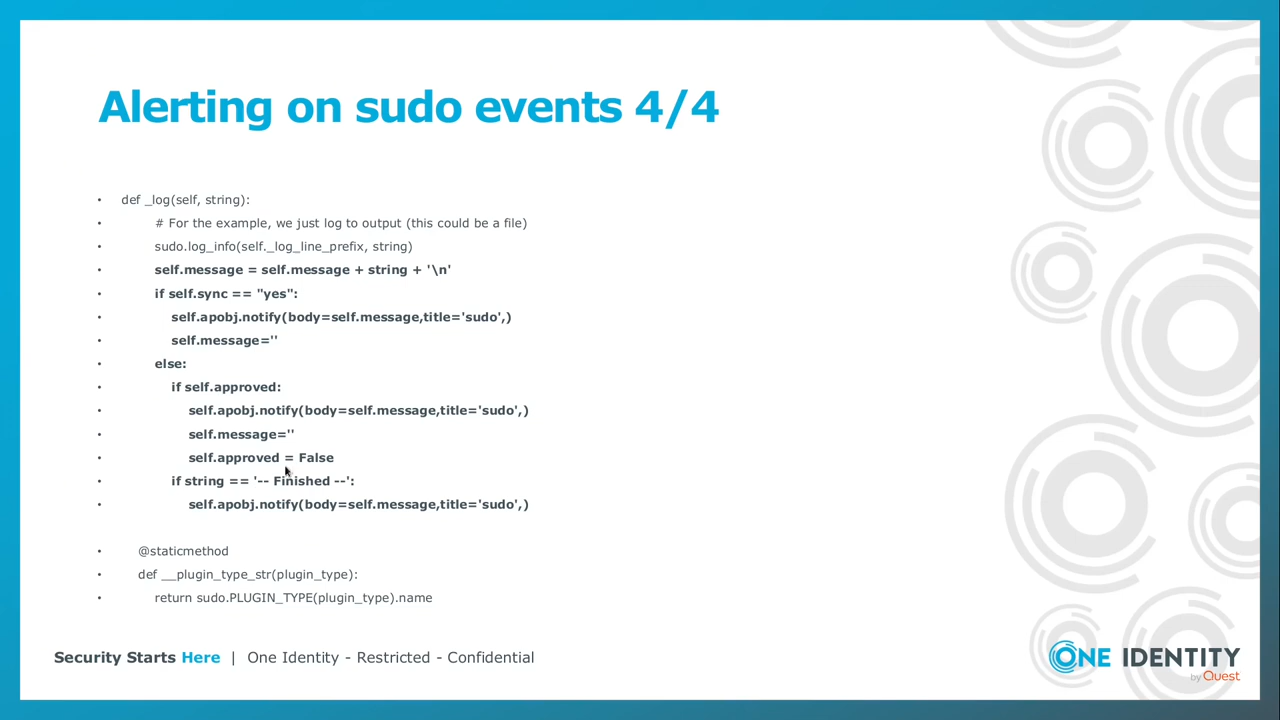 Alerting on sudo events 4/4
• def _log(self, string):
• # For the example, we just log to output (this could be a file)
• sudo.log_info(self._log_line_prefix, string)
• self.message = self.message + string + '\n'
• if self.sync == "yes":
• self.apobj.notify(body=self.message,title='sudo',)
• self.message=''
• else:
• if self.approved:
• self.apobj.notify(body=self.message,title='sudo',)
• self.message=''
• self.approved = False
• if string == '-- Finished --':
• self.apobj.notify(body=self.message,title='sudo',)
• @staticmethod
• def __plugin_type_str(plugin_type):
• return sudo.PLUGIN_TYPE(plugin_type).name
Security Starts Here | One Identity - Restricted - Confidential
ONE IDENTITY
by Quest